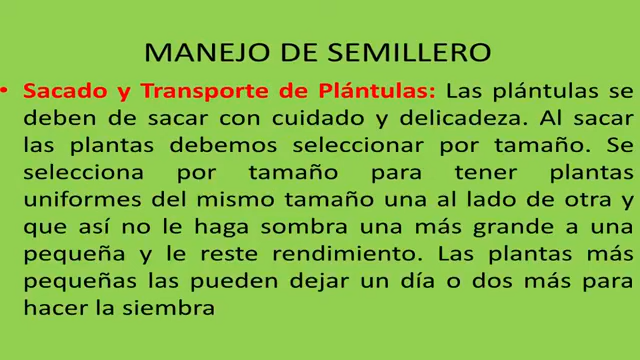 MANEJO DE SEMILLERO
• Sacado y Transporte de Plántulas: Las plántulas se
deben de sacar con cuidado y delicadeza. Al sacar
las plantas debemos seleccionar por tamaño. Se
selecciona por tamaño para tener plantas
uniformes del mismo tamaño una al lado de otra y
que así no le haga sombra una más grande a una
pequeña y le reste rendimiento. Las plantas más
pequeñas las pueden dejar un día o dos más para
hacer la siembra